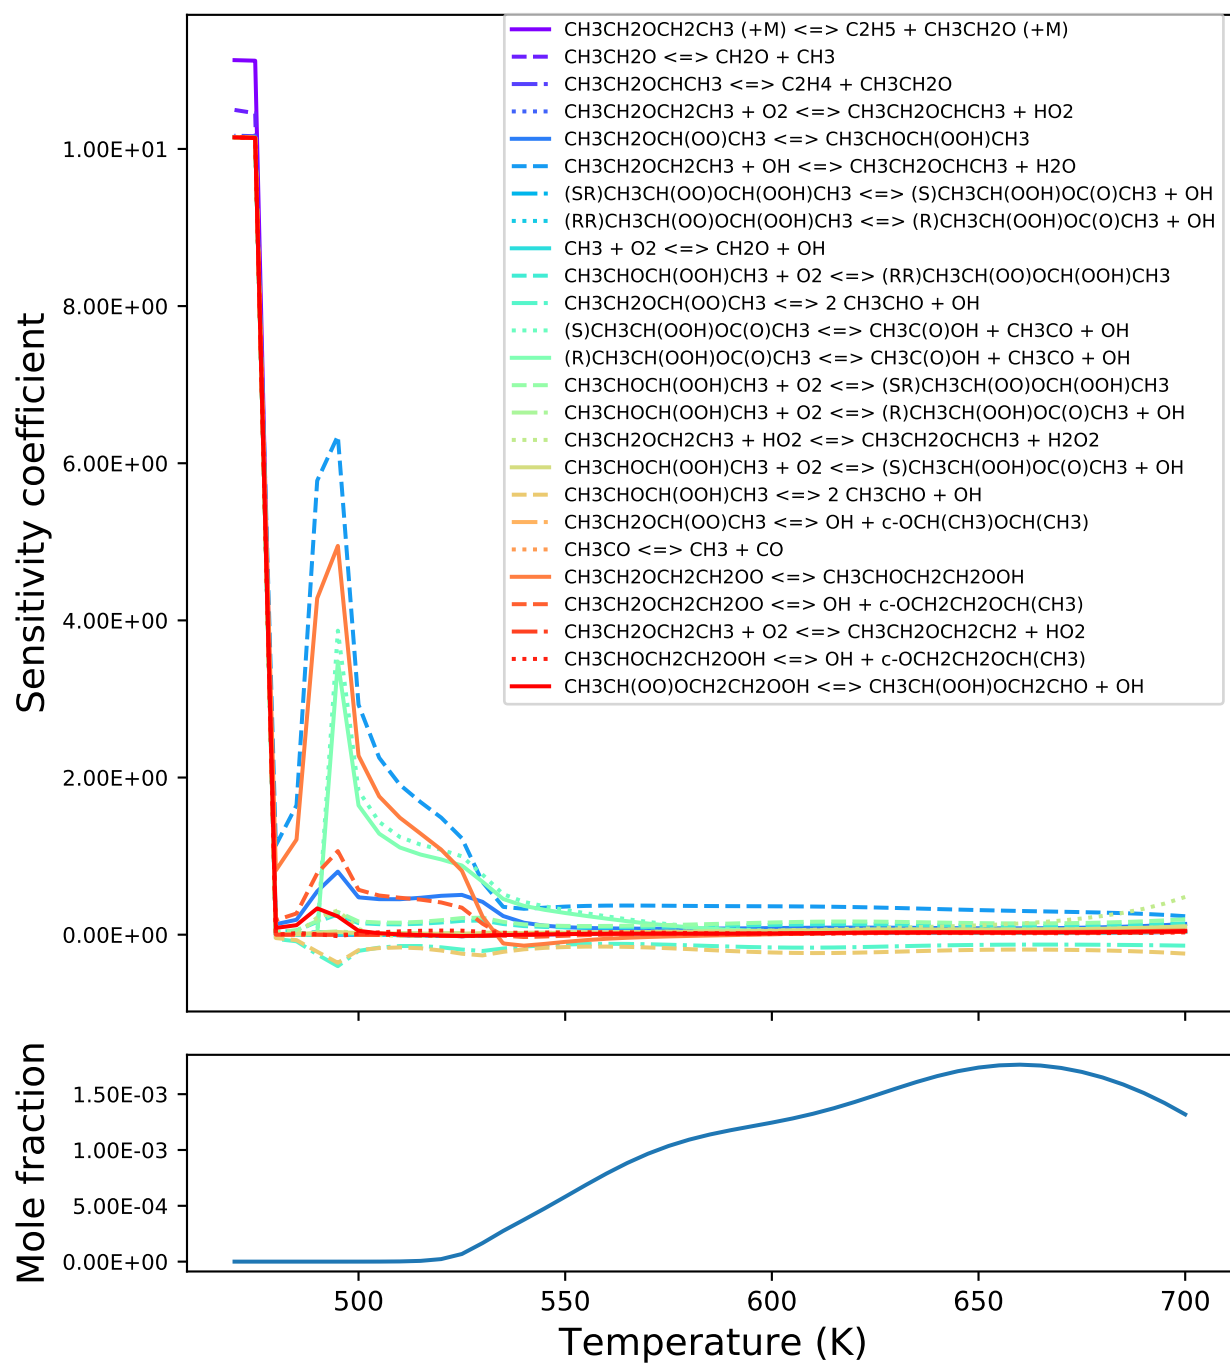 CH3CH2OCH2CH3 (+M) <=> C2H5 + CH3CH2O (+M)
CH3CH2O <=> CH2O + CH3
CH3CH2OCHCH3 <=> C2H4 + CH3CH2O
CH3CH2OCH2CH3 + O2 <=> CH3CH2OCHCH3 + HO2
CH3CH2OCH(OO)CH3 <=> CH3CHOCH(OOH)CH3
CH3CH2OCH2CH3 + OH <=> CH3CH2OCHCH3 + H2O
(SR)CH3CH(OO)OCH(OOH)CH3 <=> (S)CH3CH(OOH)OC(O)CH3 + OH
(RR)CH3CH(OO)OCH(OOH)CH3 <=> (R)CH3CH(OOH)OC(O)CH3 + OH
CH3 + O2 <=> CH2O + OH
CH3CHOCH(OOH)CH3 + O2 <=> (RR)CH3CH(OO)OCH(OOH)CH3
CH3CH2OCH(OO)CH3 <=> 2 CH3CHO + OH
(S)CH3CH(OOH)OC(O)CH3 <=> CH3C(O)OH + CH3CO + OH
(R)CH3CH(OOH)OC(O)CH3 <=> CH3C(O)OH + CH3CO + OH
CH3CHOCH(OOH)CH3 + O2 <=> (SR)CH3CH(OO)OCH(OOH)CH3
CH3CHOCH(OOH)CH3 + O2 <=> (R)CH3CH(OOH)OC(O)CH3 + OH
CH3CH2OCH2CH3 + HO2 <=> CH3CH2OCHCH3 + H2O2
CH3CHOCH(OOH)CH3 + O2 <=> (S)CH3CH(OOH)OC(O)CH3 + OH
CH3CHOCH(OOH)CH3 <=> 2 CH3CHO + OH
CH3CH2OCH(OO)CH3 <=> OH + c-OCH(CH3)OCH(CH3)
CH3CO <=> CH3 + CO
CH3CH2OCH2CH2OO <=> CH3CHOCH2CH2OOH
CH3CH2OCH2CH2OO <=> OH + c-OCH2CH2OCH(CH3)
CH3CH2OCH2CH3 + O2 <=> CH3CH2OCH2CH2 + HO2
CH3CHOCH2CH2OOH <=> OH + c-OCH2CH2OCH(CH3)
CH3CH(OO)OCH2CH2OOH <=> CH3CH(OOH)OCH2CHO + OH
Sensitivity coefficient
1.00E+01
8.00E+00
6.00E+00
4.00E+00
2.00E+00
0.00E+00
Mole fraction
1.50E-03
1.00E-03
5.00E-04
0.00E+00
500
550
600
650
700
Temperature (K)